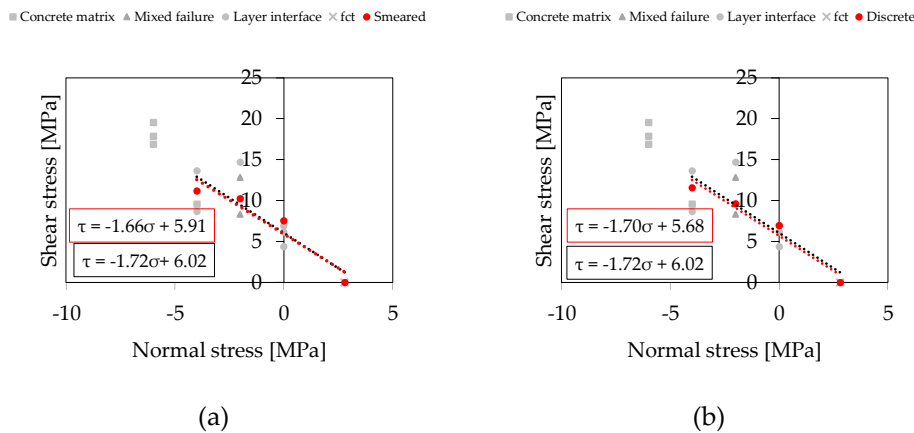 Concrete matrix Mixed failure Layer interface fct Smeared
25
20
15
10
5
0
-10 -5 0 5
Shear stress [MPa]
τ = -1.66σ + 5.91
τ = -1.72σ+ 6.02
Normal stress [MPa]
(a)
Concrete matrix Mixed failure Layer interface fct Discrete
25
20
15
10
5
0
-10 -5 0 5
Shear stress [MPa]
τ = -1.70σ + 5.68
τ = -1.72σ + 6.02
Normal stress [MPa]
(b)